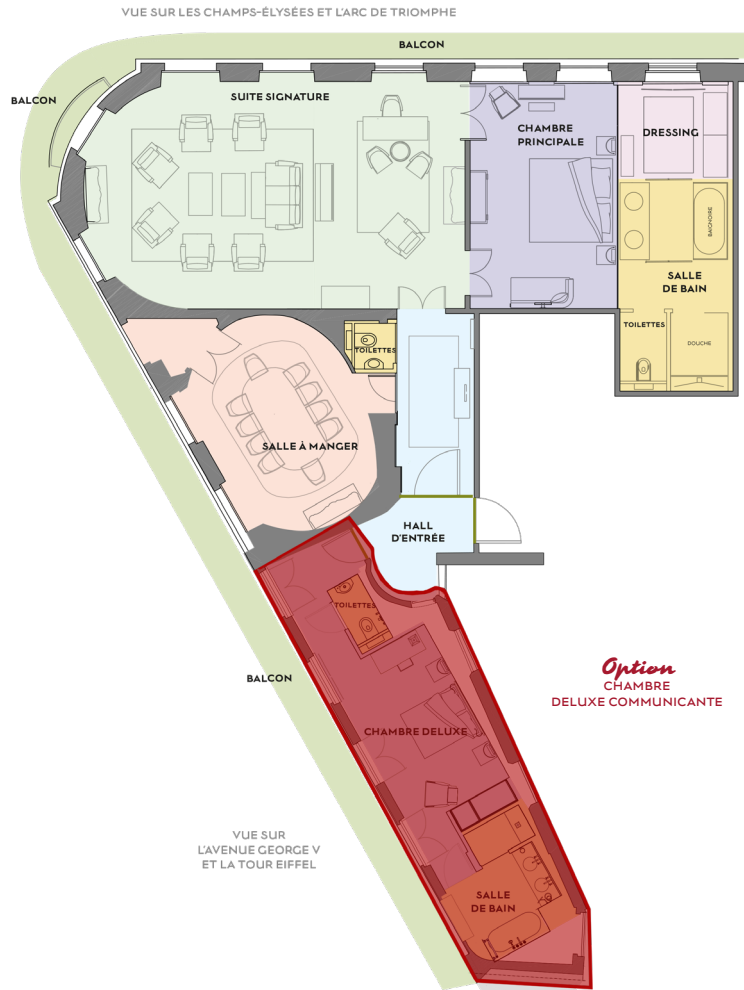 VUE SUR LES CHAMPS-ÉLYSÉES ET L'ARC DE TRIOMPHE
BALCON
BALCON
SUITE SIGNATURE
CHAMBRE
PRINCIPALE
DRESSING
BAIGNOIRE
SALLE
DE BAIN
TOILETTES
DOUCHE
TOILETTES
SALLE À MANGER
HALL
D'ENTRÉE
TOILETTES
BALCON
Option
CHAMBRE
DELUXE COMMUNICANTE
CHAMBRE DELUXE
VUE SUR
L'AVENUE GEORGE V
ET LA TOUR EIFFEL
SALLE
DE BAIN